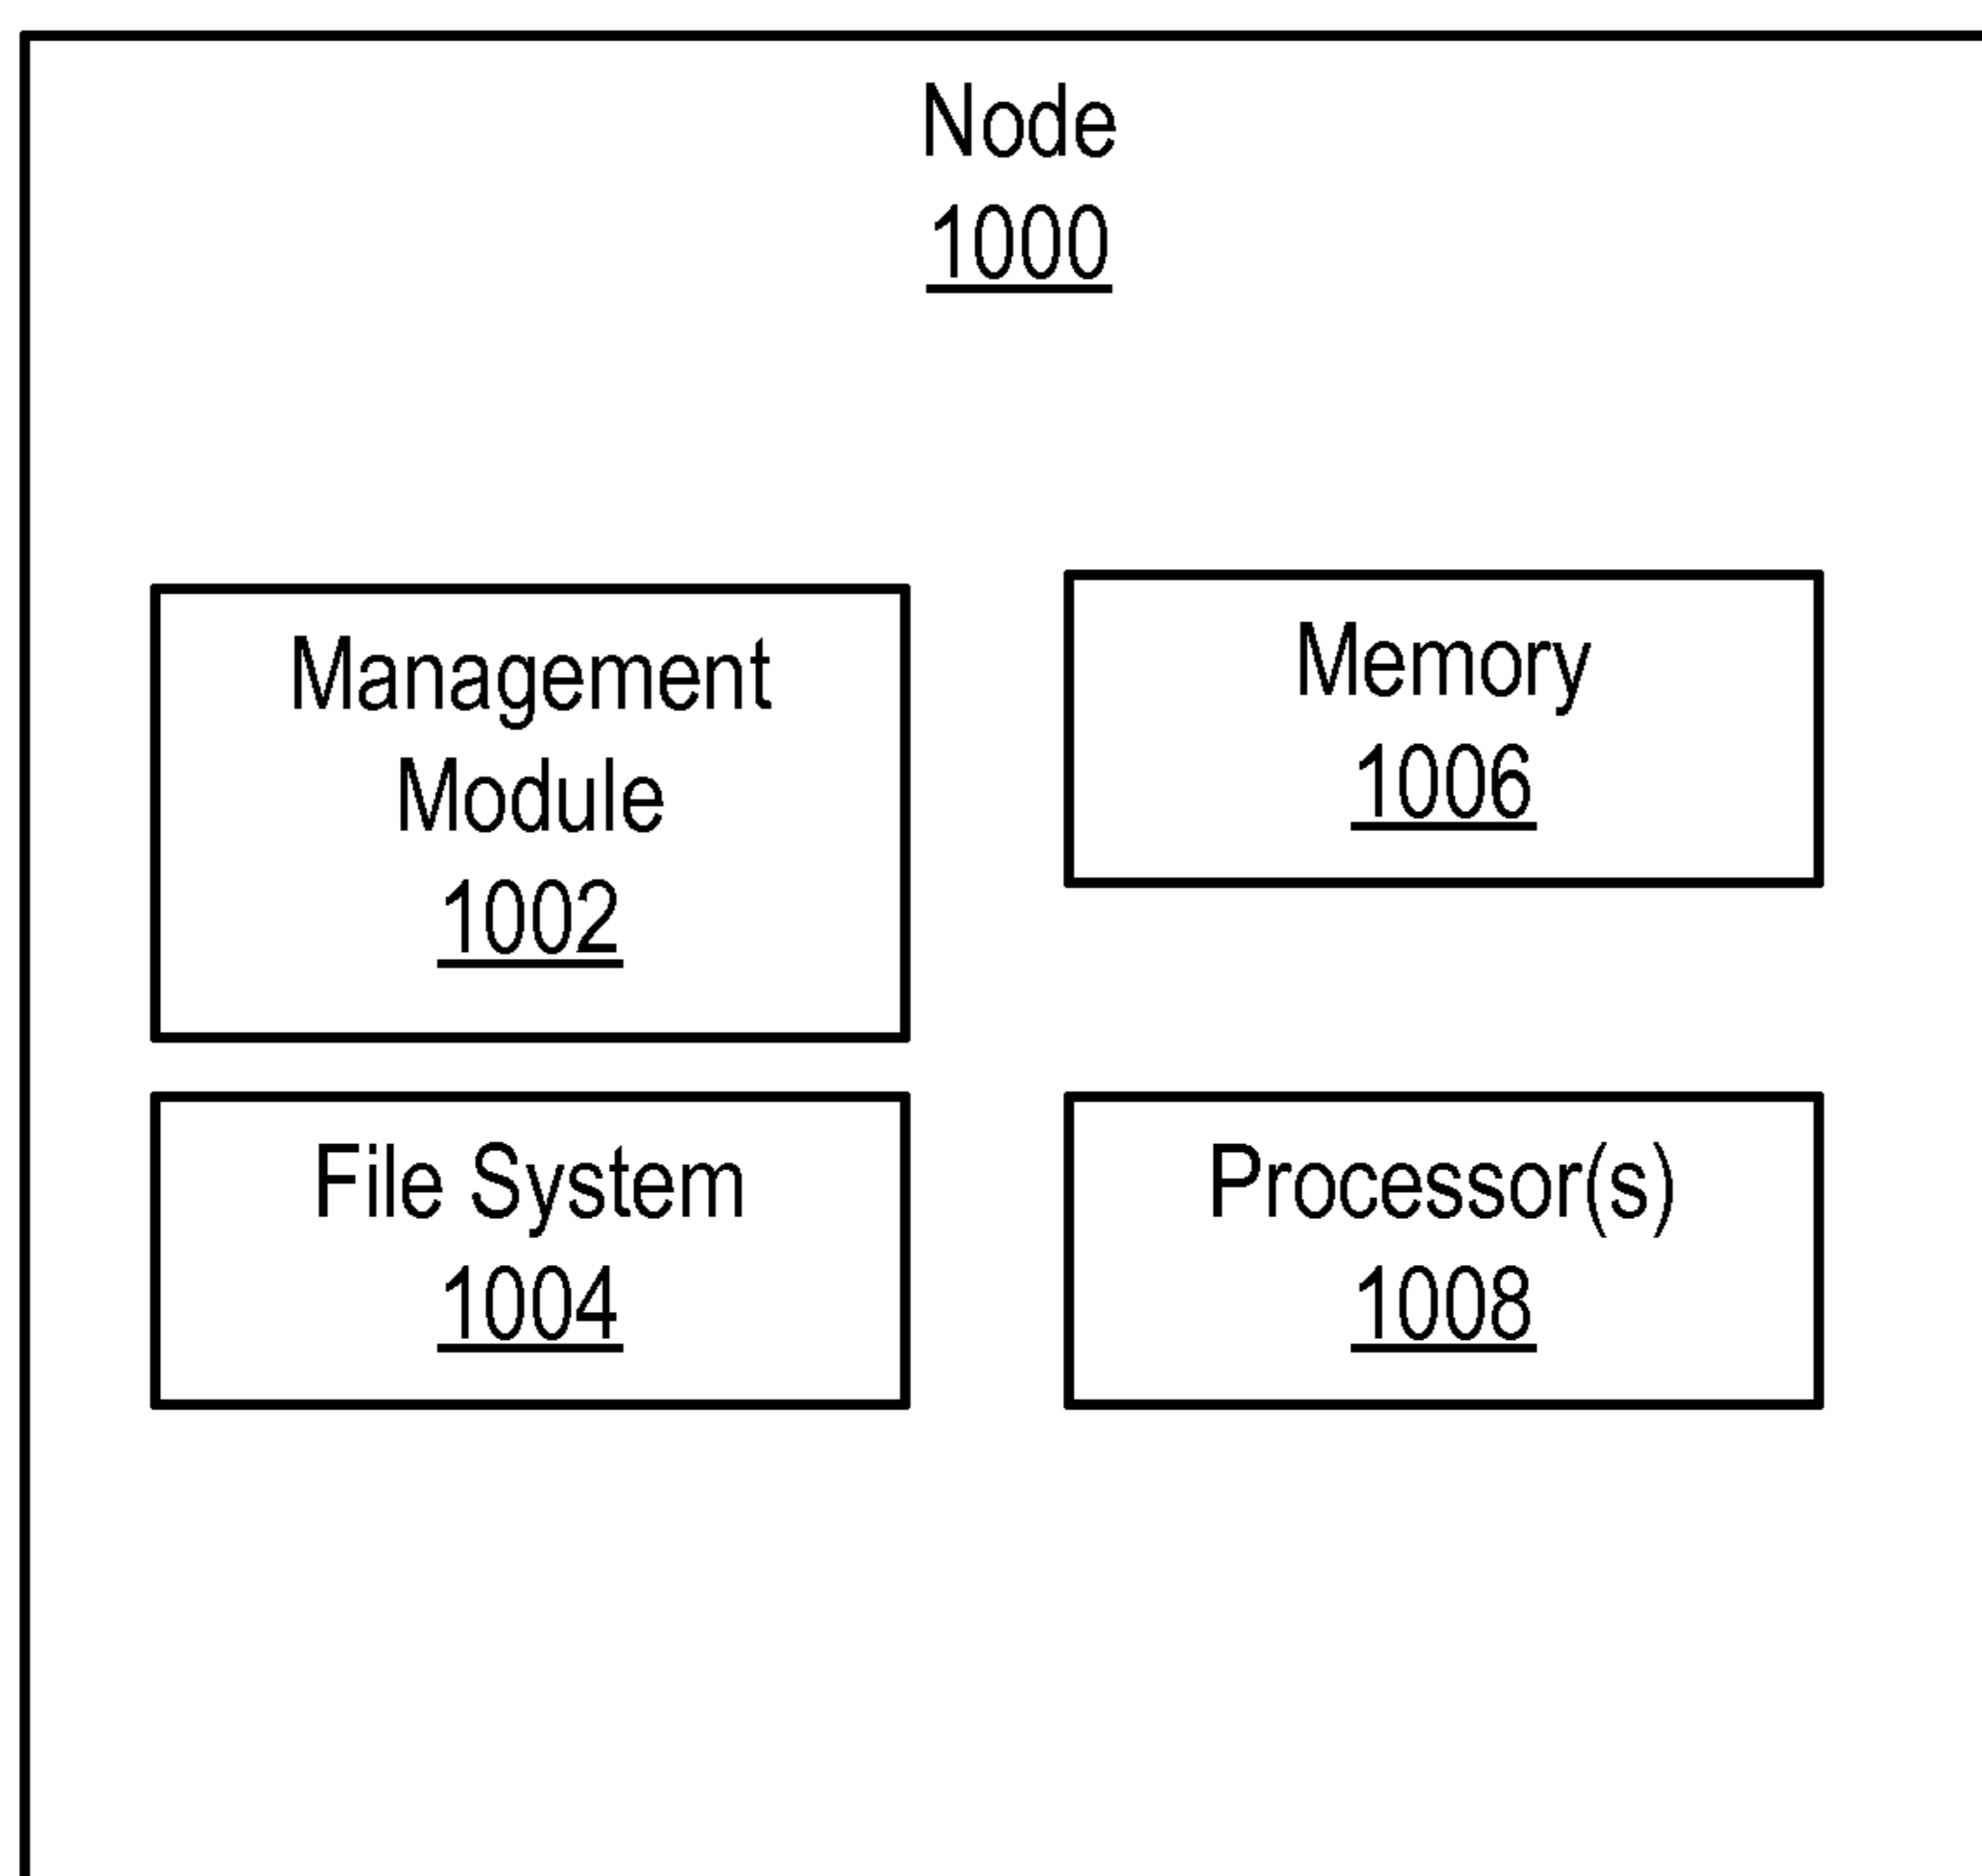 Node
1000
Management
Module
1002
Memory
1006
File System
1004
Processor(s)
1008